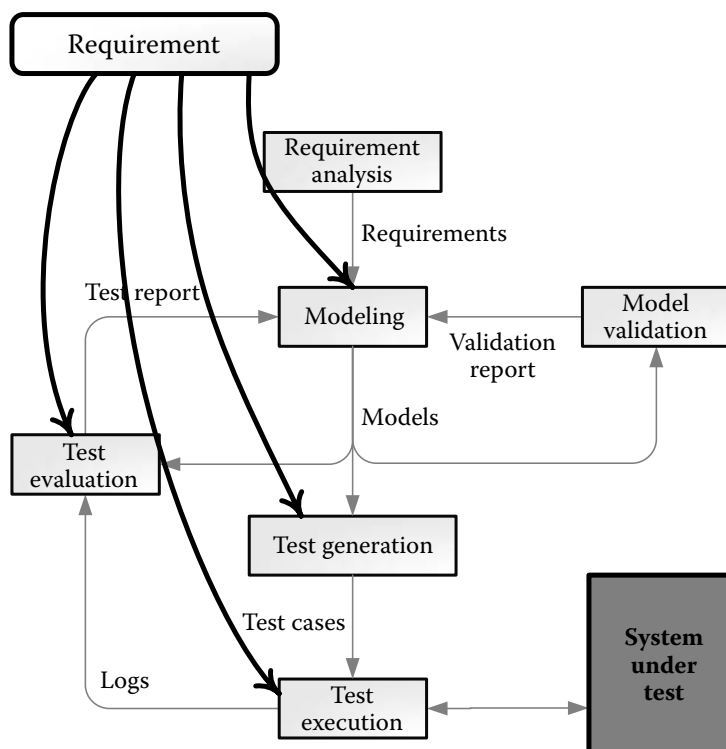 Requirement
Requirement
analysis
Requirements
Test report
Modeling
Model
validation
Validation
report
Models
Test
evaluation
Test generation
Test cases
System
under
test
Logs
Test
execution